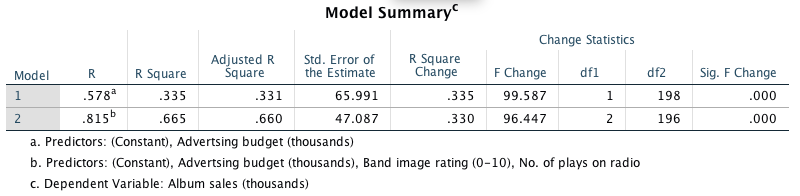 Model Summaryc
Change Statistics
Model R R Square Adjusted R Square Std. Error of the Estimate R Square Change F Change df1 df2 Sig. F Change
1 .578a .335 .331 65.991 .335 99.587 1 198 .000
2 .815b .665 .660 47.087 .330 96.447 2 196 .000
a. Predictors: (Constant), Advertsing budget (thousands)
b. Predictors: (Constant), Advertsing budget (thousands), Band image rating (0-10), No. of plays on radio
c. Dependent Variable: Album sales (thousands)